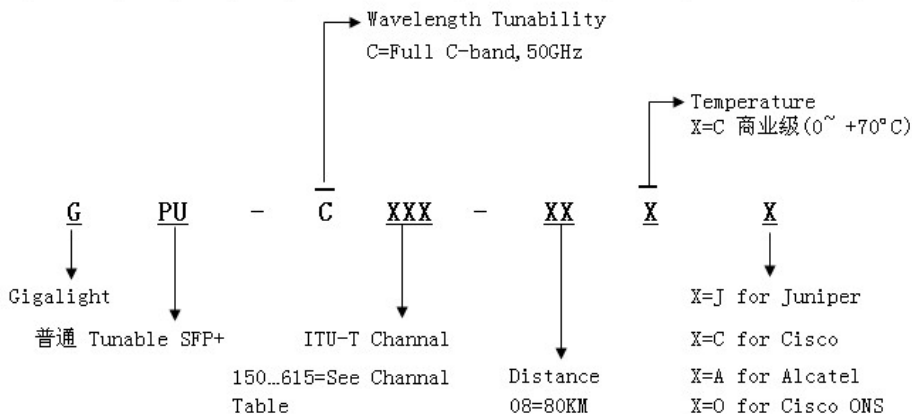 Wavelength Tunability
C=Full C-band, 50GHz
Temperature
X=C 商业级(0~ +70°C)
G PU - C XXX - XX X X
Gigalight
普通 Tunable SFP+
ITU-T Channal
150…615=See Channal
Table
Distance
08=80KM
X=J for Juniper
X=C for Cisco
X=A for Alcatel
X=O for Cisco ONS